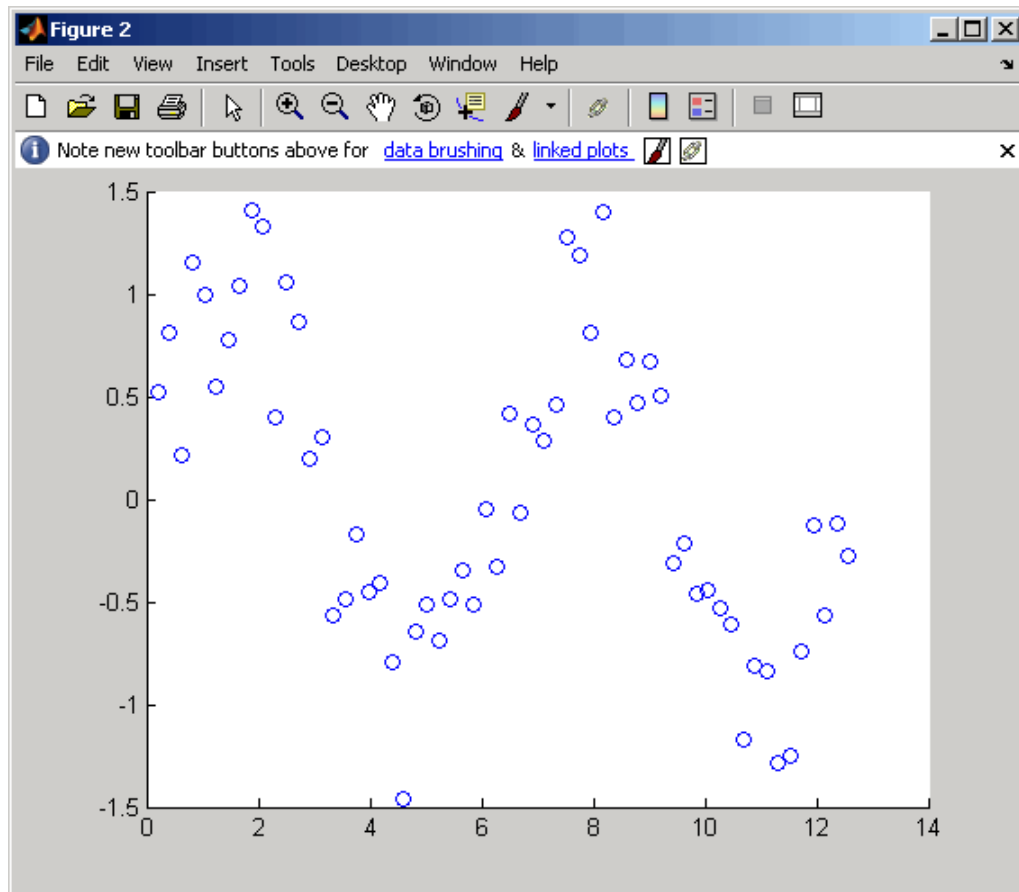 Figure 2
File Edit View Insert Tools Desktop Window Help
Note new toolbar buttons above for data brushing & linked plots
1.5
1
0.5
0
-0.5
-1
-1.5
0 2 4 6 8 10 12 14